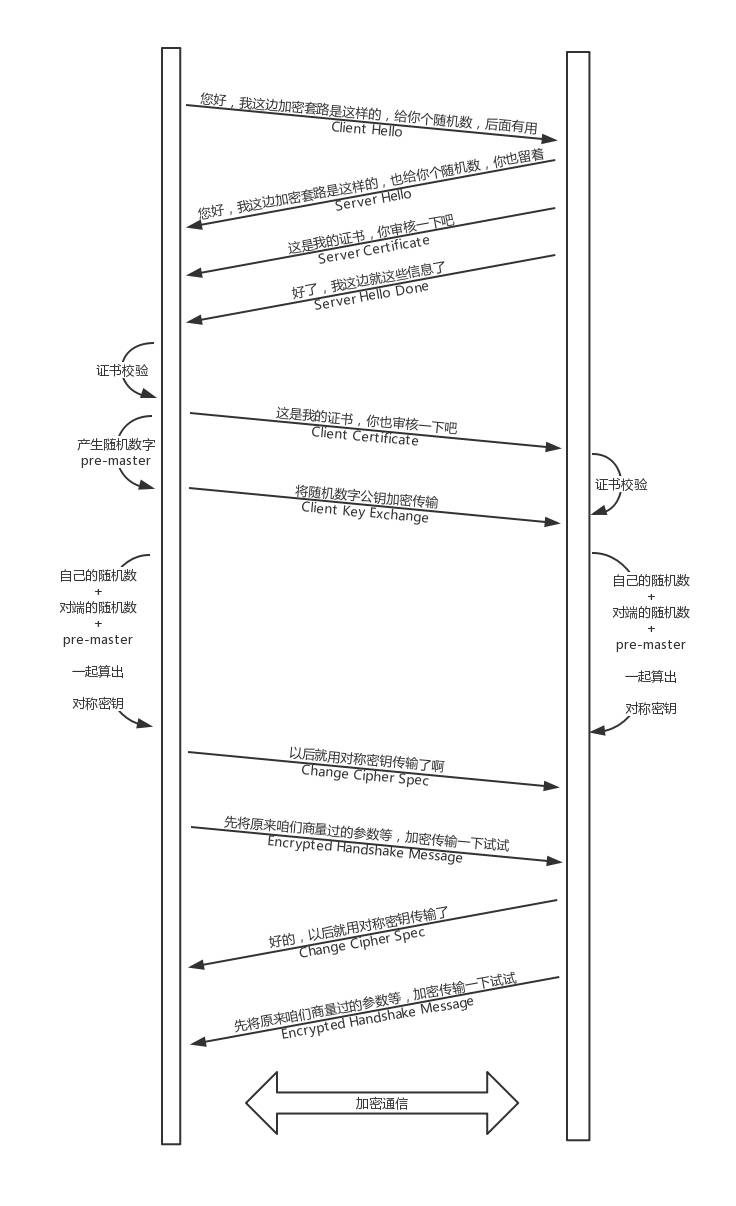 您好，我这边加密套路是这样的，给你个随机数，后面有用
Client Hello
您好，我这边加密套路是这样的，也给你个随机数，你也留着
Server Hello
这是我的证书，你审核一下吧
Server Certificate
好了，我这边就这些信息了
Server Hello Done
证书校验
这是我的证书，你也审核一下吧
Client Certificate
产生随机数字
pre-master
证书校验
将随机数字公钥加密传输
Client Key Exchange
自己的随机数
+
对端的随机数
+
pre-master
一起算出
对称密钥
自己的随机数
+
对端的随机数
+
pre-master
一起算出
对称密钥
以后就用对称密钥传输了啊
Change Cipher Spec
先将原来咱们商量过的参数等，加密传输一下试试
Encrypted Handshake Message
好的，以后就用对称密钥传输了
Change Cipher Spec
先将原来咱们商量过的参数等，加密传输一下试试
Encrypted Handshake Message
加密通信